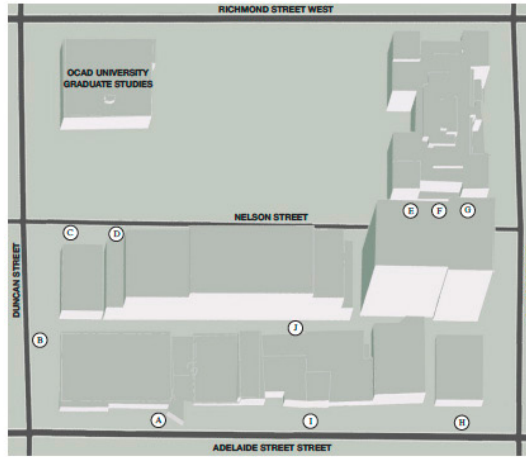 RICHMOND STREET WEST
OCAD UNIVERSITY
GRADUATE STUDIES
E
F
G
NELSON STREET
C
D
DUNCAN STREET
B
J
A
I
H
ADELAIDE STREET STREET